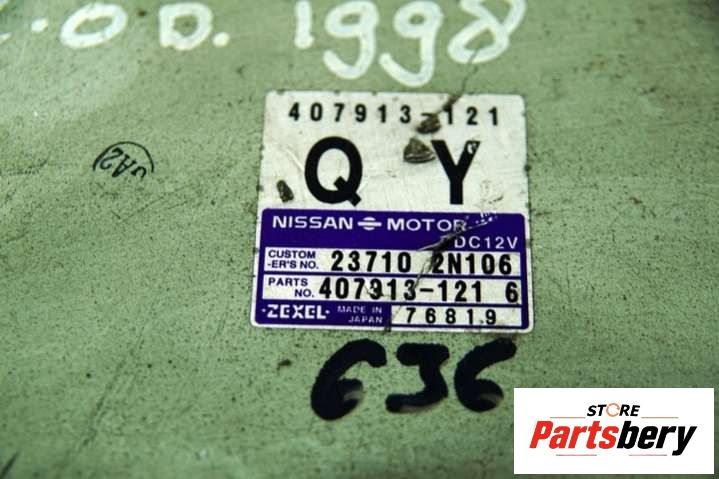 .O D. 1998
407913-121
JA2
Q Y
NISSAN MOTOR
DC12V
CUSTOM
-ER'S NO. 23710 2N106
PARTS
NO. 407913-121 6
ZEXEL MADE IN
JAPAN 76819
636
STORE
Partsbery